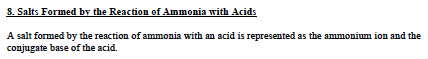 8. Salts Formed by the Reaction of Ammonia with Acids
A salt formed by the reaction of ammonia with an acid is represented as the ammonium ion and the
conjugate base of the acid.